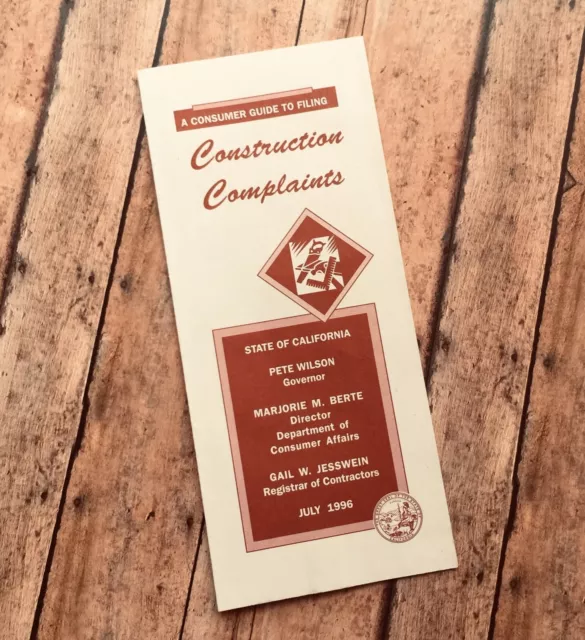 A CONSUMER GUIDE TO FILING
Construction
Complaints
STATE OF CALIFORNIA
PETE WILSON
Governor
MARJORIE M. BERTE
Director
Department of
Consumer Affairs
GAIL W. JESSWEIN
Registrar of Contractors
JULY 1996